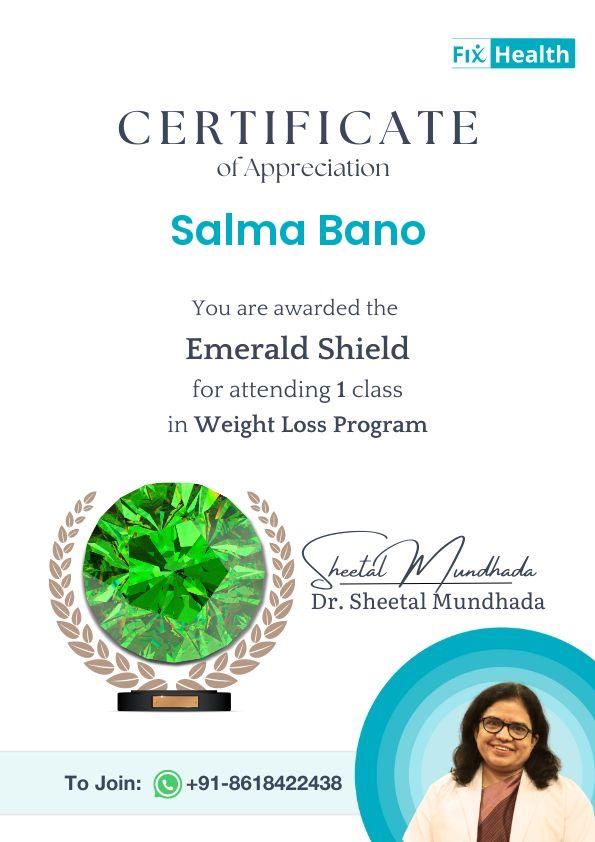 Fix Health
CERTIFICATE
of Appreciation
Salma Bano
You are awarded the
Emerald Shield
for attending 1 class
in Weight Loss Program
Sheetal Mundhada
Dr. Sheetal Mundhada
To Join: +91-8618422438